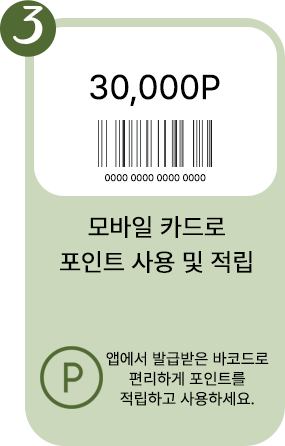 3
30,000P
0000 0000 0000 0000
모바일 카드로
포인트 사용 및 적립
P
앱에서 발급받은 바코드로
편리하게 포인트를
적립하고 사용하세요.